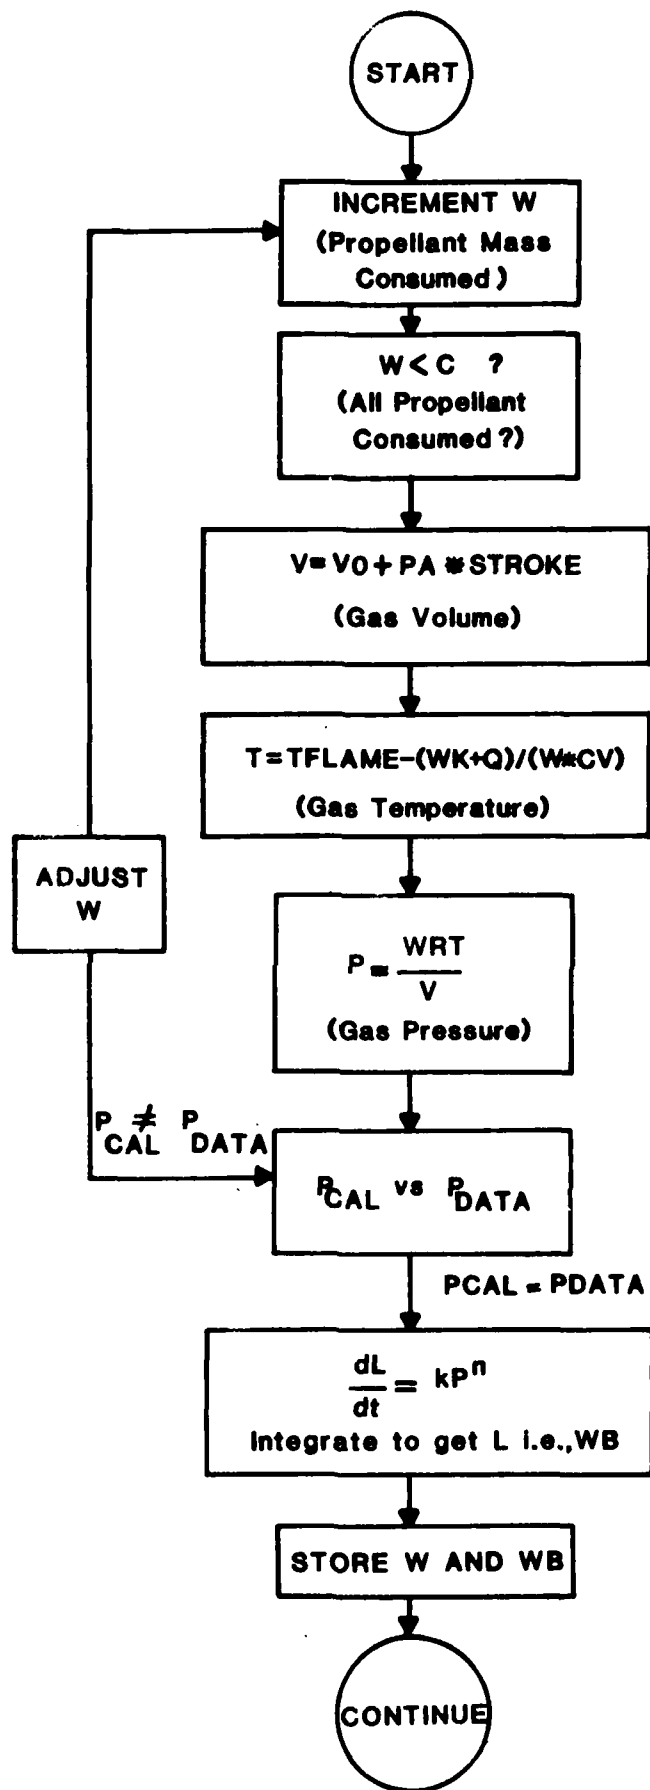 START
INCREMENT W
(Propellant Mass
Consumed)
W < C ?
(All Propellant
Consumed?)
V = VO + PA * STROKE
(Gas Volume)
T = TFLAME-(WK+Q)/(W*CV)
(Gas Temperature)
ADJUST
W
P = WRT/V
(Gas Pressure)
P_CAL ≠ P_DATA
P_CAL vs P_DATA
PCAL = PDATA
dL/dt = kP^n
Integrate to get L i.e.,WB
STORE W AND WB
CONTINUE